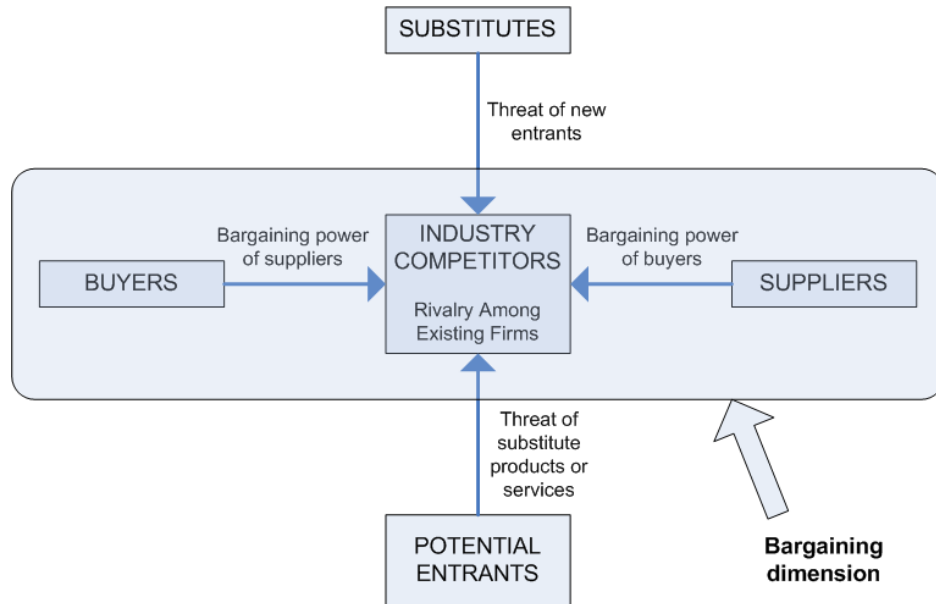 SUBSTITUTES
Threat of new
entrants
Bargaining power
of suppliers
INDUSTRY
COMPETITORS
Rivalry Among
Existing Firms
Bargaining power
of buyers
BUYERS
SUPPLIERS
Threat of
substitute
products or
services
POTENTIAL
ENTRANTS
Bargaining
dimension